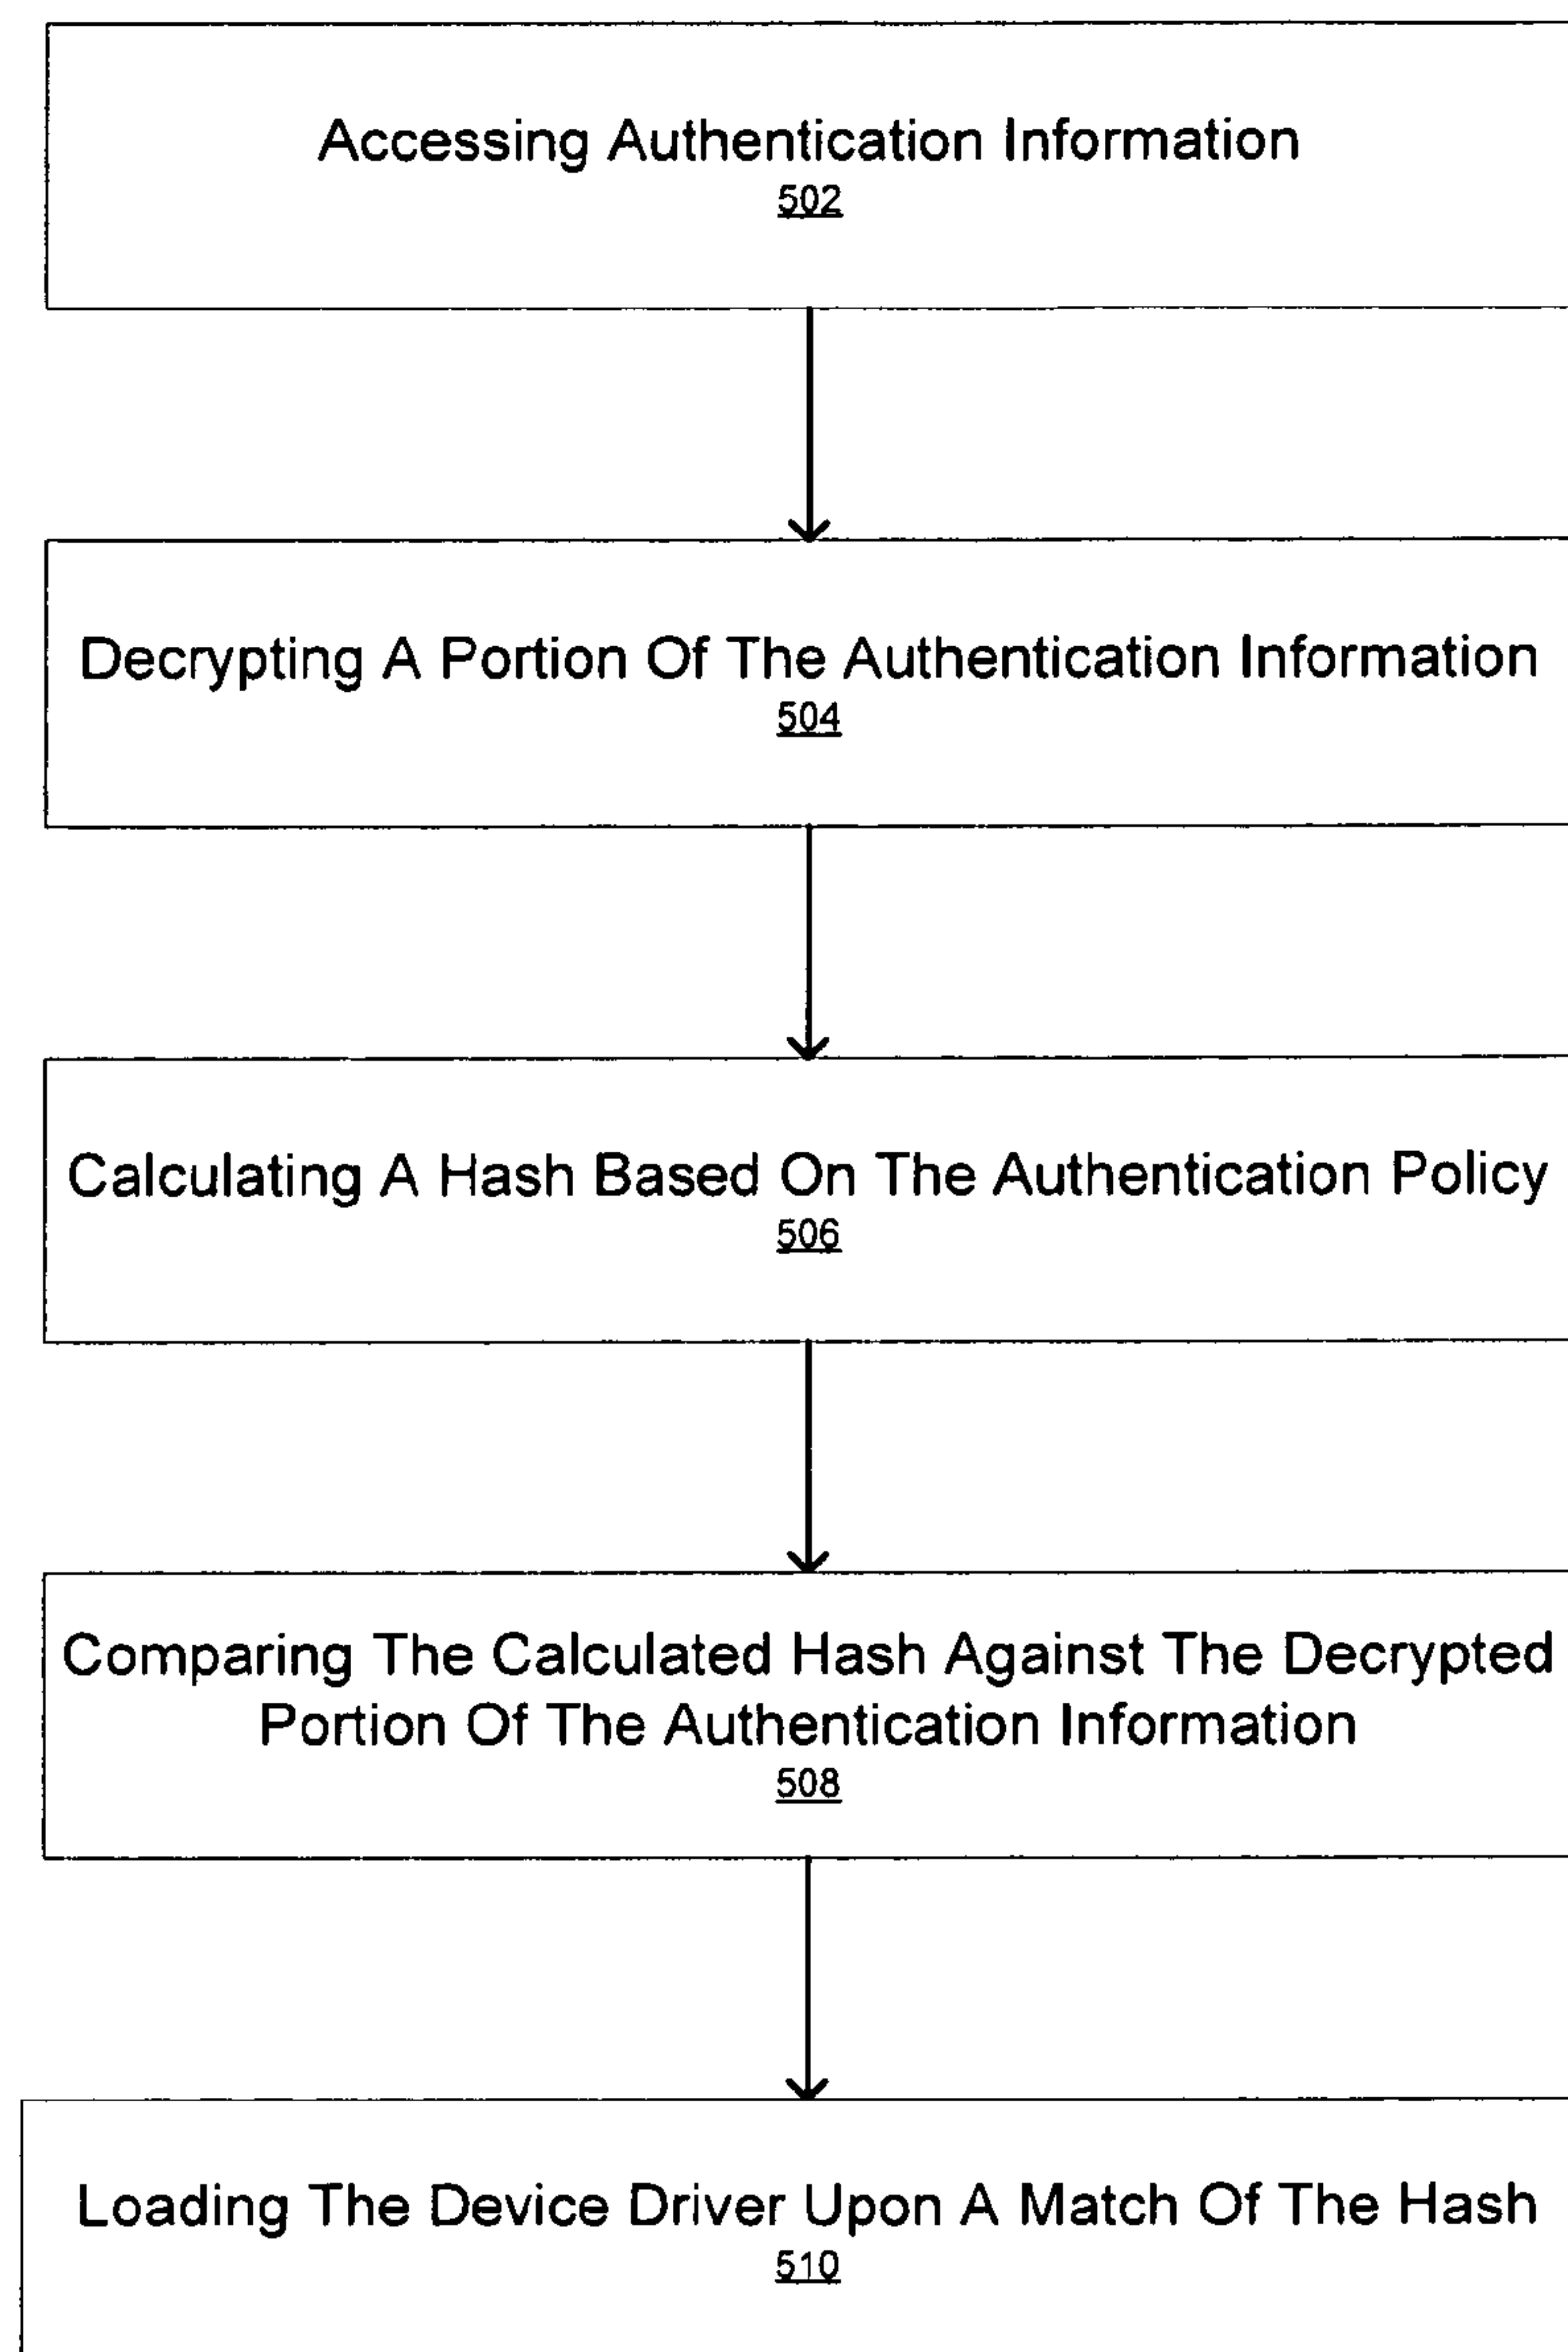 Accessing Authentication Information
502
Decrypting A Portion Of The Authentication Information
504
Calculating A Hash Based On The Authentication Policy
506
Comparing The Calculated Hash Against The Decrypted
Portion Of The Authentication Information
508
Loading The Device Driver Upon A Match Of The Hash
510